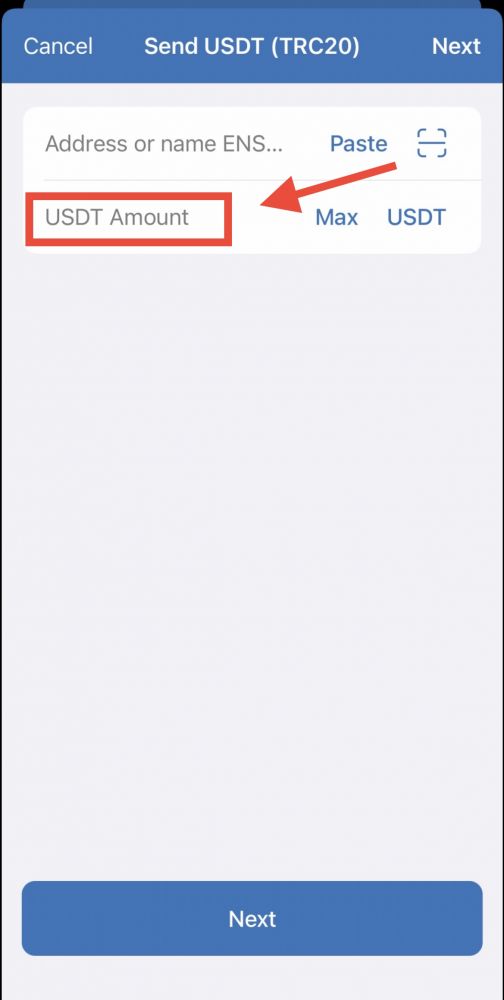 Cancel Send USDT (TRC20) Next
Address or name ENS... Paste
USDT Amount Max USDT
Next